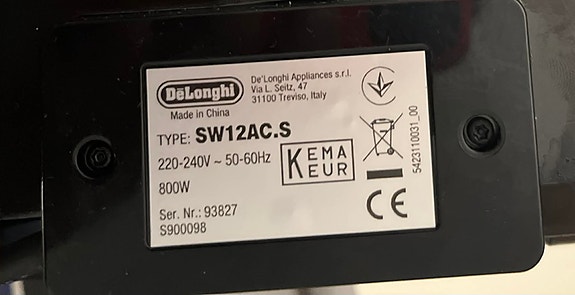 DeLonghi
De'Longhi Appliances s.r.l.
Via L. Seitz, 47
31100 Treviso, Italy
Made in China
TYPE: SW12AC.S
220-240V ~ 50-60Hz
800W
KEMA
EUR
Ser. Nr.: 93827
S900098
CE
5423110031_00